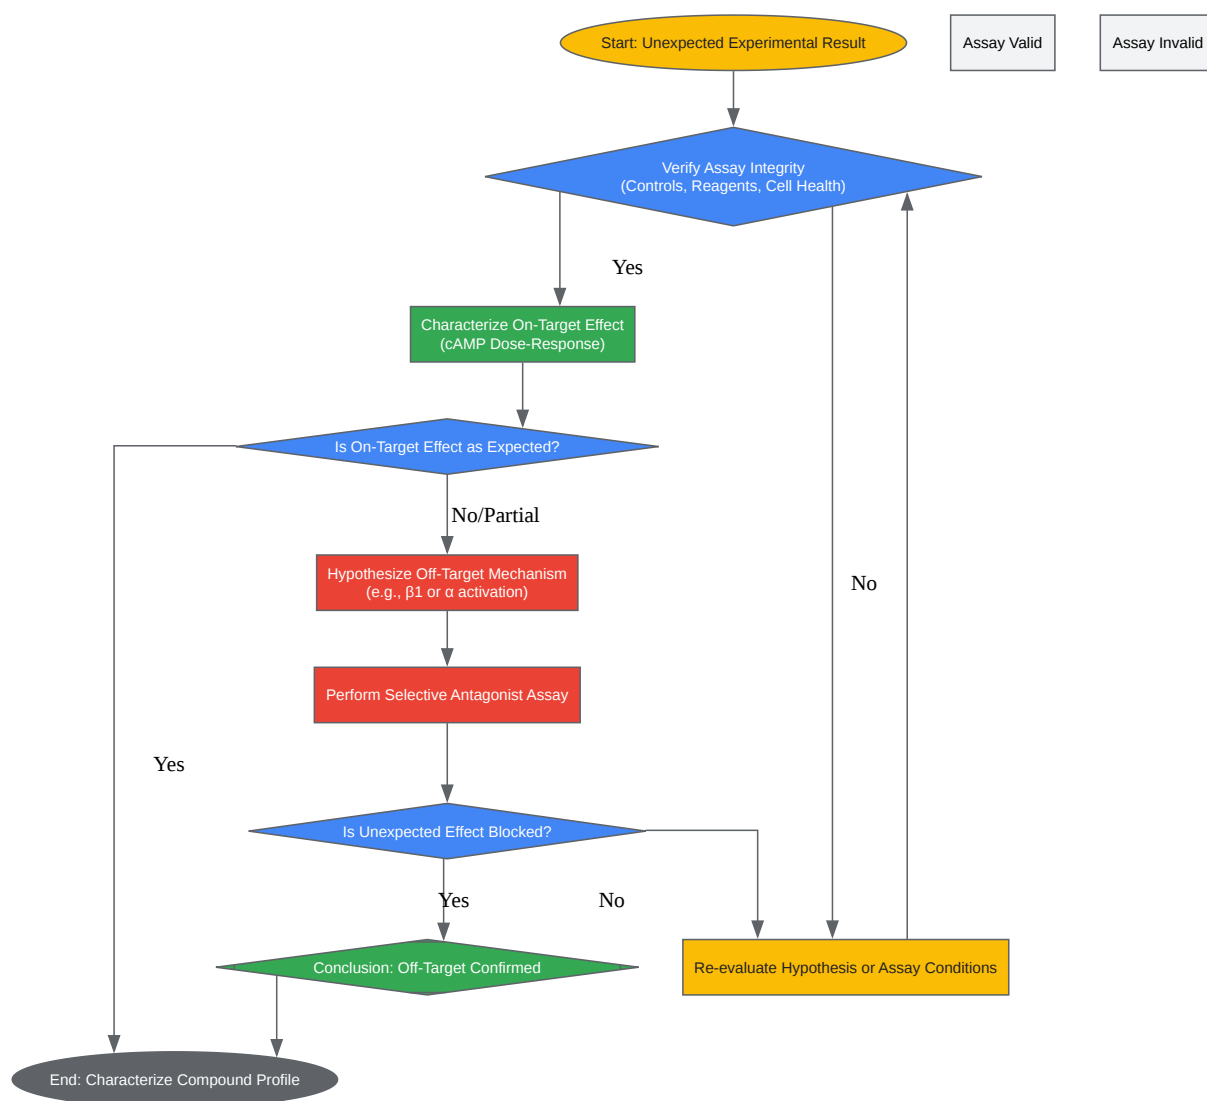 Start: Unexpected Experimental Result
Assay Valid
Assay Invalid
Verify Assay Integrity
(Controls, Reagents, Cell Health)
Yes
Characterize On-Target Effect
(cAMP Dose-Response)
Is On-Target Effect as Expected?
No/Partial
Hypothesize Off-Target Mechanism
(e.g., β1 or α activation)
No
Perform Selective Antagonist Assay
Yes
Is Unexpected Effect Blocked?
Yes
No
Conclusion: Off-Target Confirmed
Re-evaluate Hypothesis or Assay Conditions
End: Characterize Compound Profile